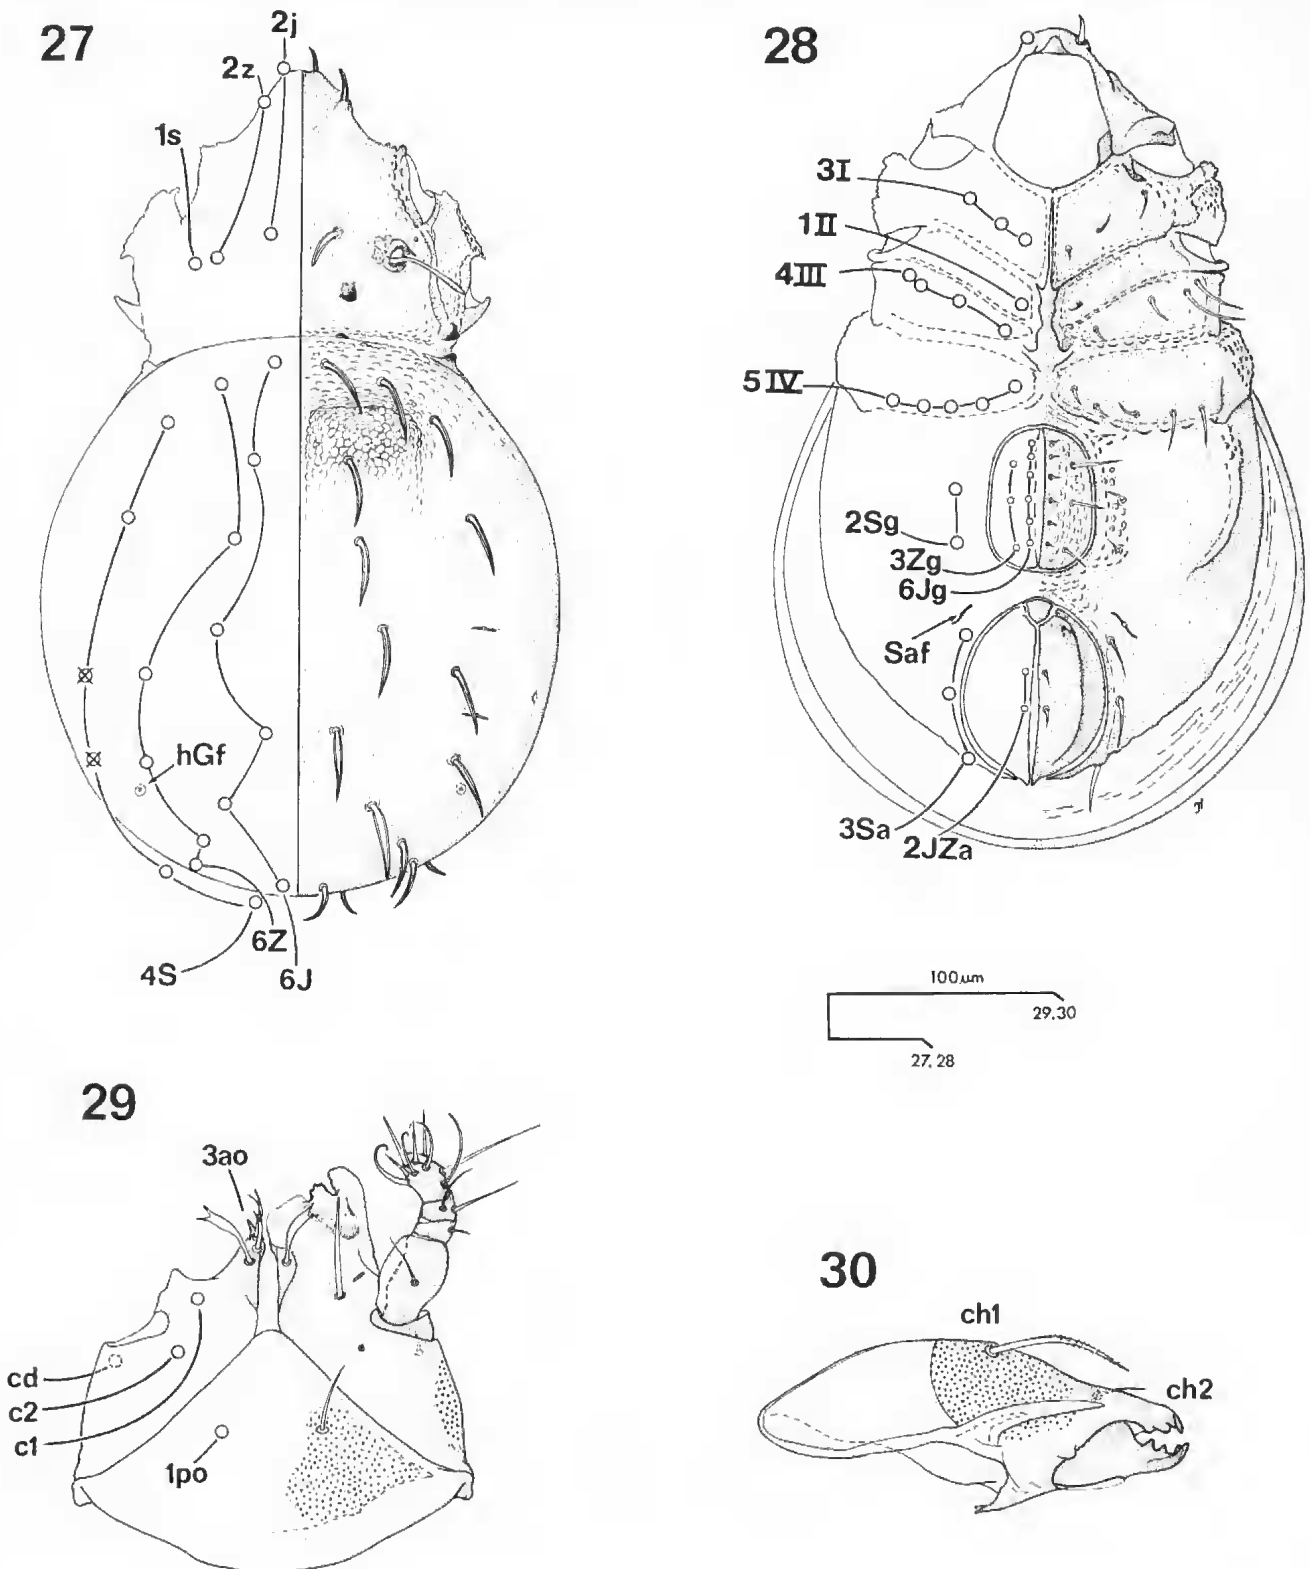 27
2j
2z
1s
hGf
6Z
4S
6J
28
3I
1II
4III
5IV
2Sg
3Zg
6Jg
Saf
3Sa
2JZa
100µm
29.30
27, 28
29
3ao
cd
c2
c1
1po
30
ch1
ch2